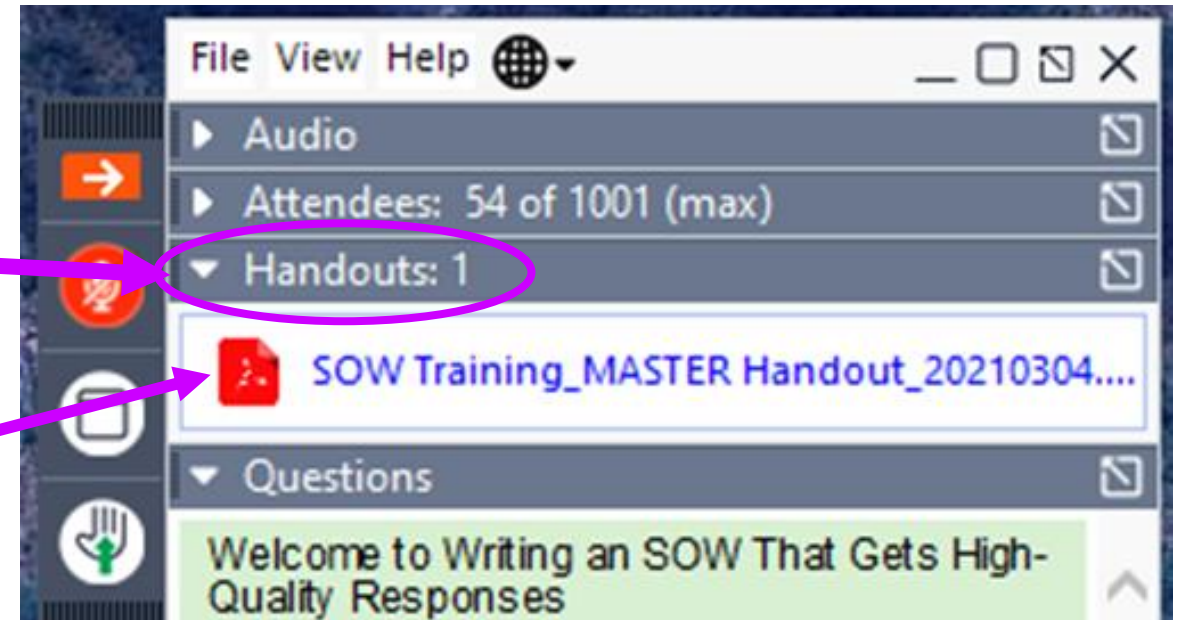 File View Help
Audio
Attendees: 54 of 1001 (max)
Handouts: 1
SOW Training_MASTER Handout_20210304....
Questions
Welcome to Writing an SOW That Gets High-
Quality Responses